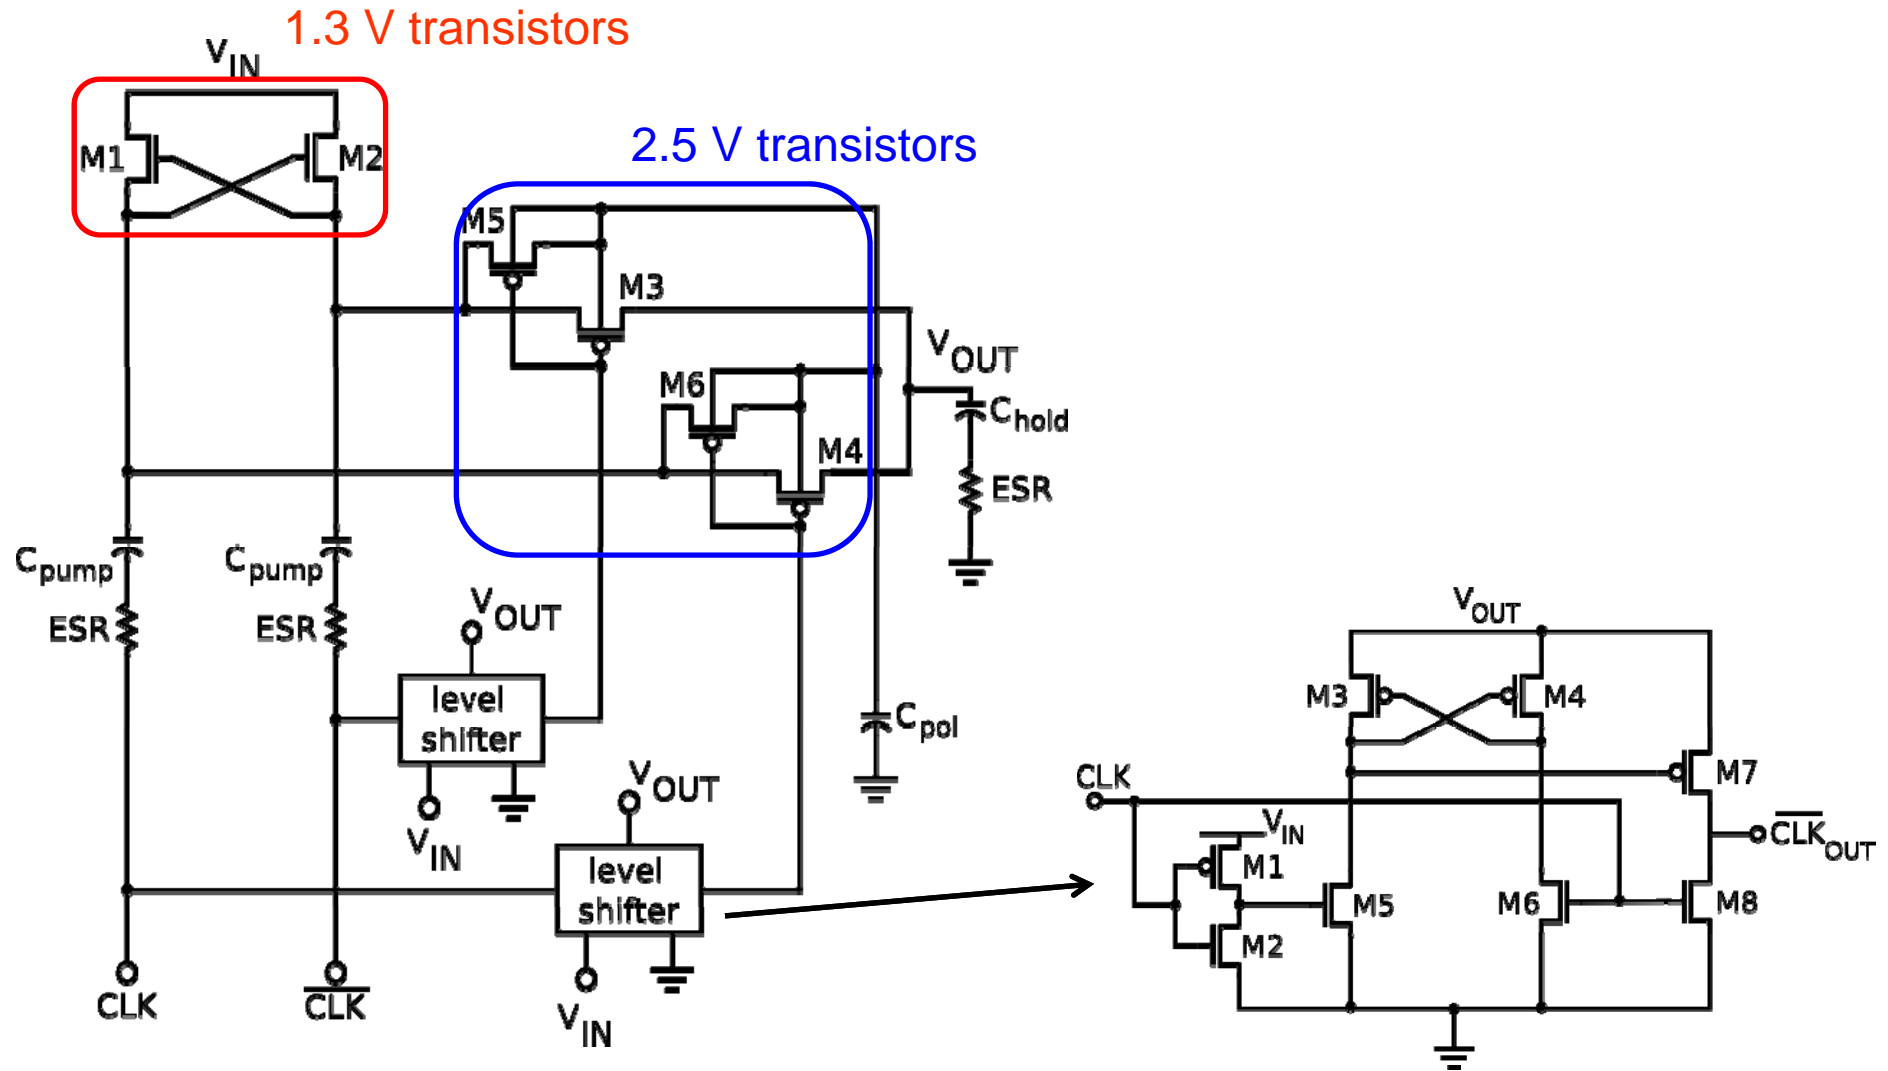 1.3 V transistors
VIN
M1
M2
2.5 V transistors
M5
M3
VOUT
M6
Chold
M4
ESR
Cpump
Cpump
ESR
ESR
VOUT
level
shifter
Cpol
VIN
VOUT
level
shifter
VIN
CLK
CLK
VOUT
M3
M4
M7
CLK
VIN
M1
CLKOUT
M5
M6
M8
M2